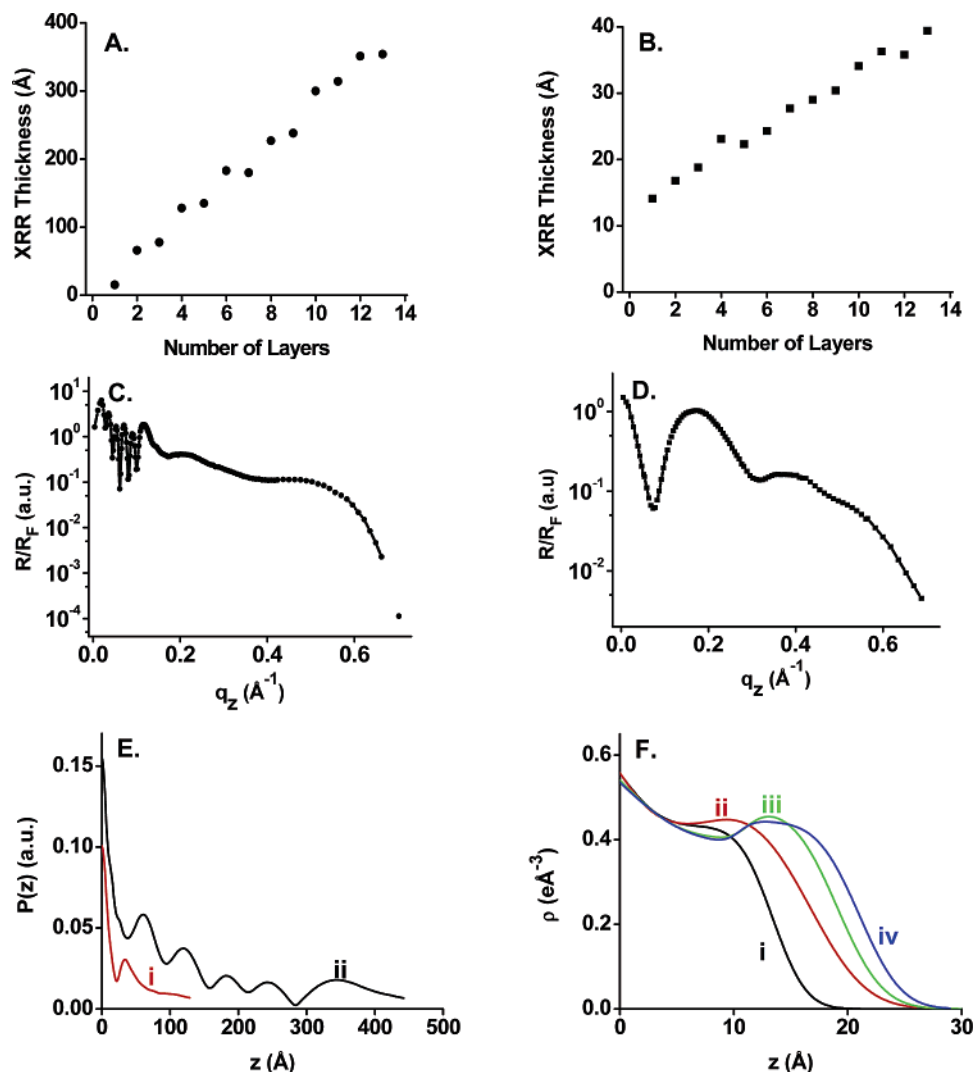 A.
XRR Thickness (Å)
400
300
200
100
0
0 2 4 6 8 10 12 14
Number of Layers
B.
XRR Thickness (Å)
40
30
20
10
0
0 2 4 6 8 10 12 14
Number of Layers
C.
R/R_F (a.u.)
10^1
10^0
10^-1
10^-2
10^-3
10^-4
0.0 0.2 0.4 0.6
q_z (Å^-1)
D.
R/R_F (a.u)
10^0
10^-1
10^-2
0.0 0.2 0.4 0.6
q_z (Å^-1)
E.
P(z) (a.u.)
0.15
0.10
0.05
0.00
i
ii
0 100 200 300 400 500
z (Å)
F.
ρ (eÅ^-3)
0.6
0.4
0.2
0.0
ii
iii
i
iv
0 10 20 30
z (Å)